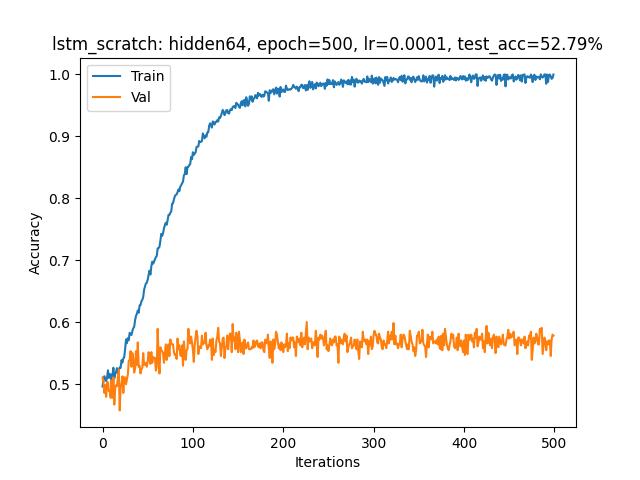 lstm_scratch: hidden64, epoch=500, lr=0.0001, test_acc=52.79%
Train
Val
1.0
0.9
0.8
0.7
0.6
0.5
Accuracy
0 100 200 300 400 500
Iterations